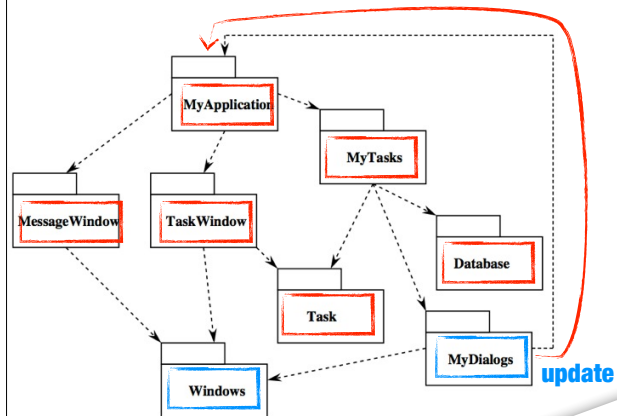 MyApplication
MyTasks
MessageWindow
TaskWindow
Database
Task
MyDialogs
update
Windows